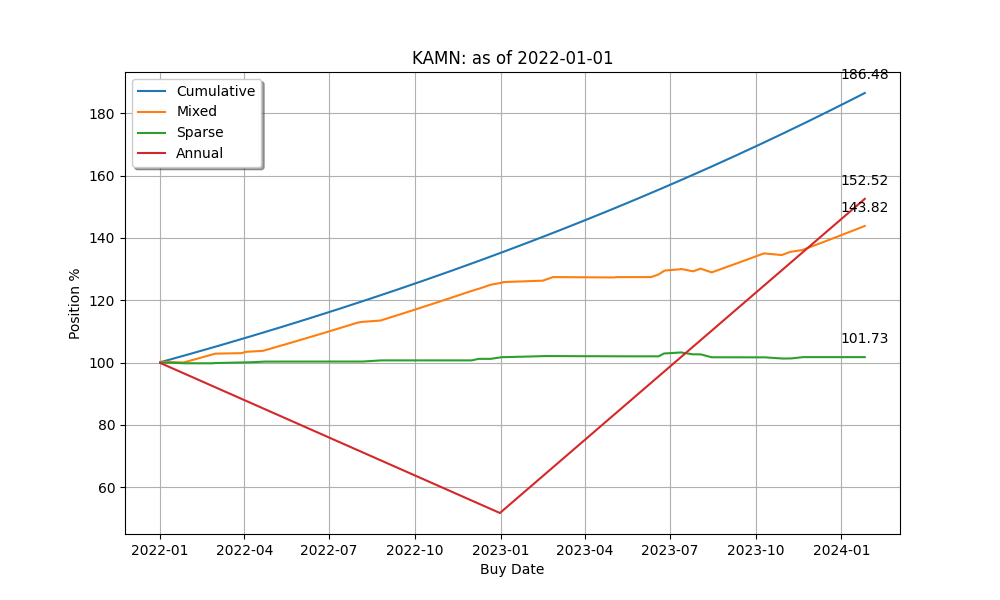 KAMN: as of 2022-01-01
186.48
Cumulative
Mixed
Sparse
Annual
152.52
143.82
101.73
180
160
140
120
100
80
60
Position %
2022-01 2022-04 2022-07 2022-10 2023-01 2023-04 2023-07 2023-10 2024-01
Buy Date